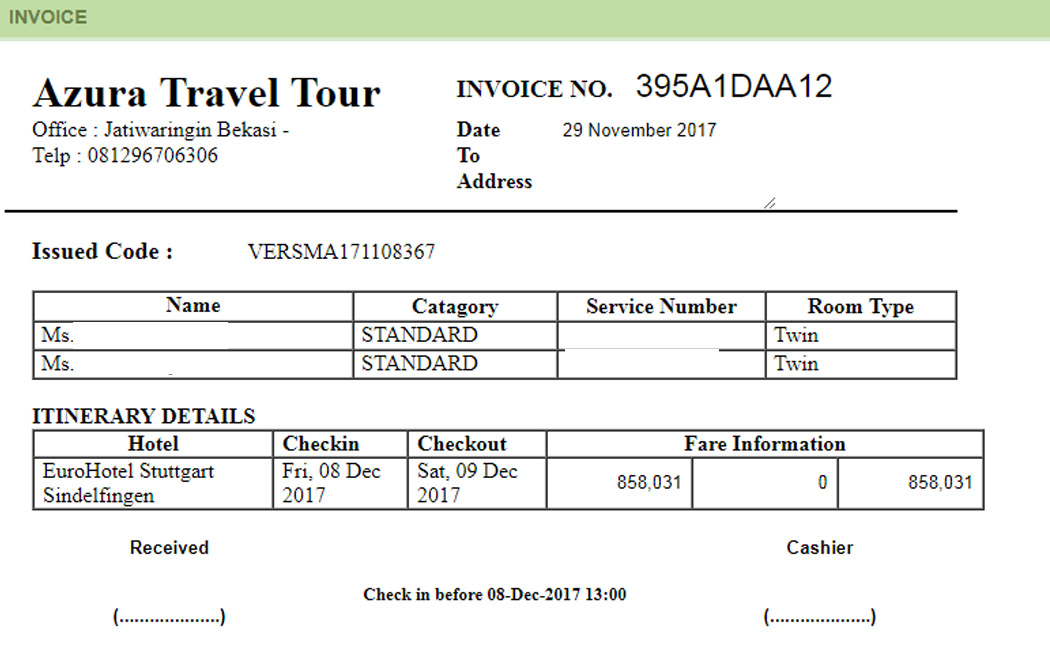 INVOICE
Azura Travel Tour
Office : Jatiwaringin Bekasi -
Telp : 081296706306
INVOICE NO. 395A1DAA12
Date 29 November 2017
To
Address
Issued Code : VERSMA171108367
Name Catagory Service Number Room Type
Ms. STANDARD Twin
Ms. STANDARD Twin
ITINERARY DETAILS
Hotel Checkin Checkout Fare Information
EuroHotel Stuttgart Fri, 08 Dec Sat, 09 Dec 858,031 0 858,031
Sindelfingen 2017 2017
Received Cashier
Check in before 08-Dec-2017 13:00
(....................) (....................)